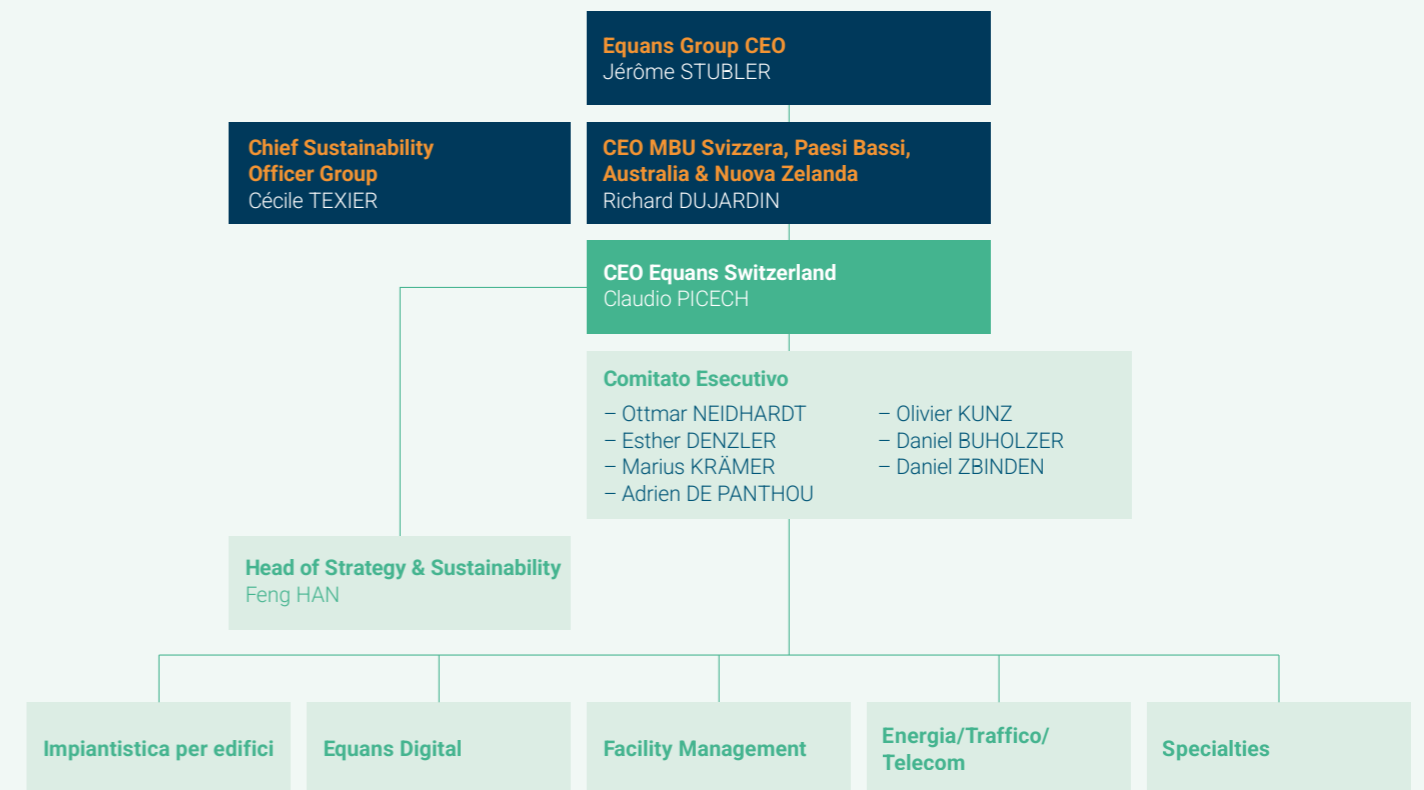 Equans Group CEO
Jérôme STUBLER
Chief Sustainability
Officer Group
Cécile TEXIER
CEO MBU Svizzera, Paesi Bassi,
Australia & Nuova Zelanda
Richard DUJARDIN
CEO Equans Switzerland
Claudio PICECH
Comitato Esecutivo
– Ottmar NEIDHARDT
– Esther DENZLER
– Marius KRÄMER
– Adrien DE PANTHOU
– Olivier KUNZ
– Daniel BUHOLZER
– Daniel ZBINDEN
Head of Strategy & Sustainability
Feng HAN
Impiantistica per edifici
Equans Digital
Facility Management
Energia/Traffico/
Telecom
Specialties